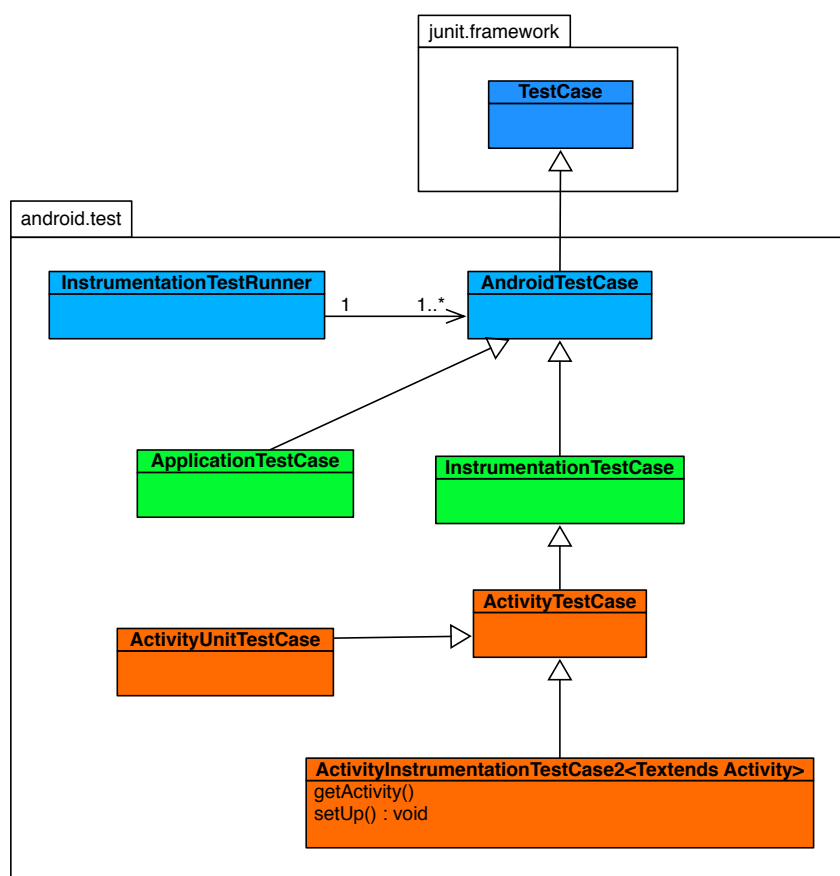 junit.framework
TestCase
android.test
InstrumentationTestRunner
AndroidTestCase
1
1..*
ApplicationTestCase
InstrumentationTestCase
ActivityTestCase
ActivityUnitTestCase
ActivityInstrumentationTestCase2<Textends Activity>
getActivity()
setUp() : void